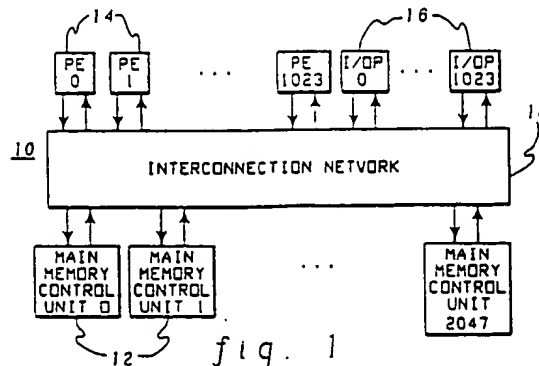 14
16
PE
0
PE
1
...
PE
1023
I/OP
0
...
I/OP
1023
10
INTERCONNECTION NETWORK
MAIN
MEMORY
CONTROL
UNIT 0
MAIN
MEMORY
CONTROL
UNIT 1
...
MAIN
MEMORY
CONTROL
UNIT
2047
12
fig. 1